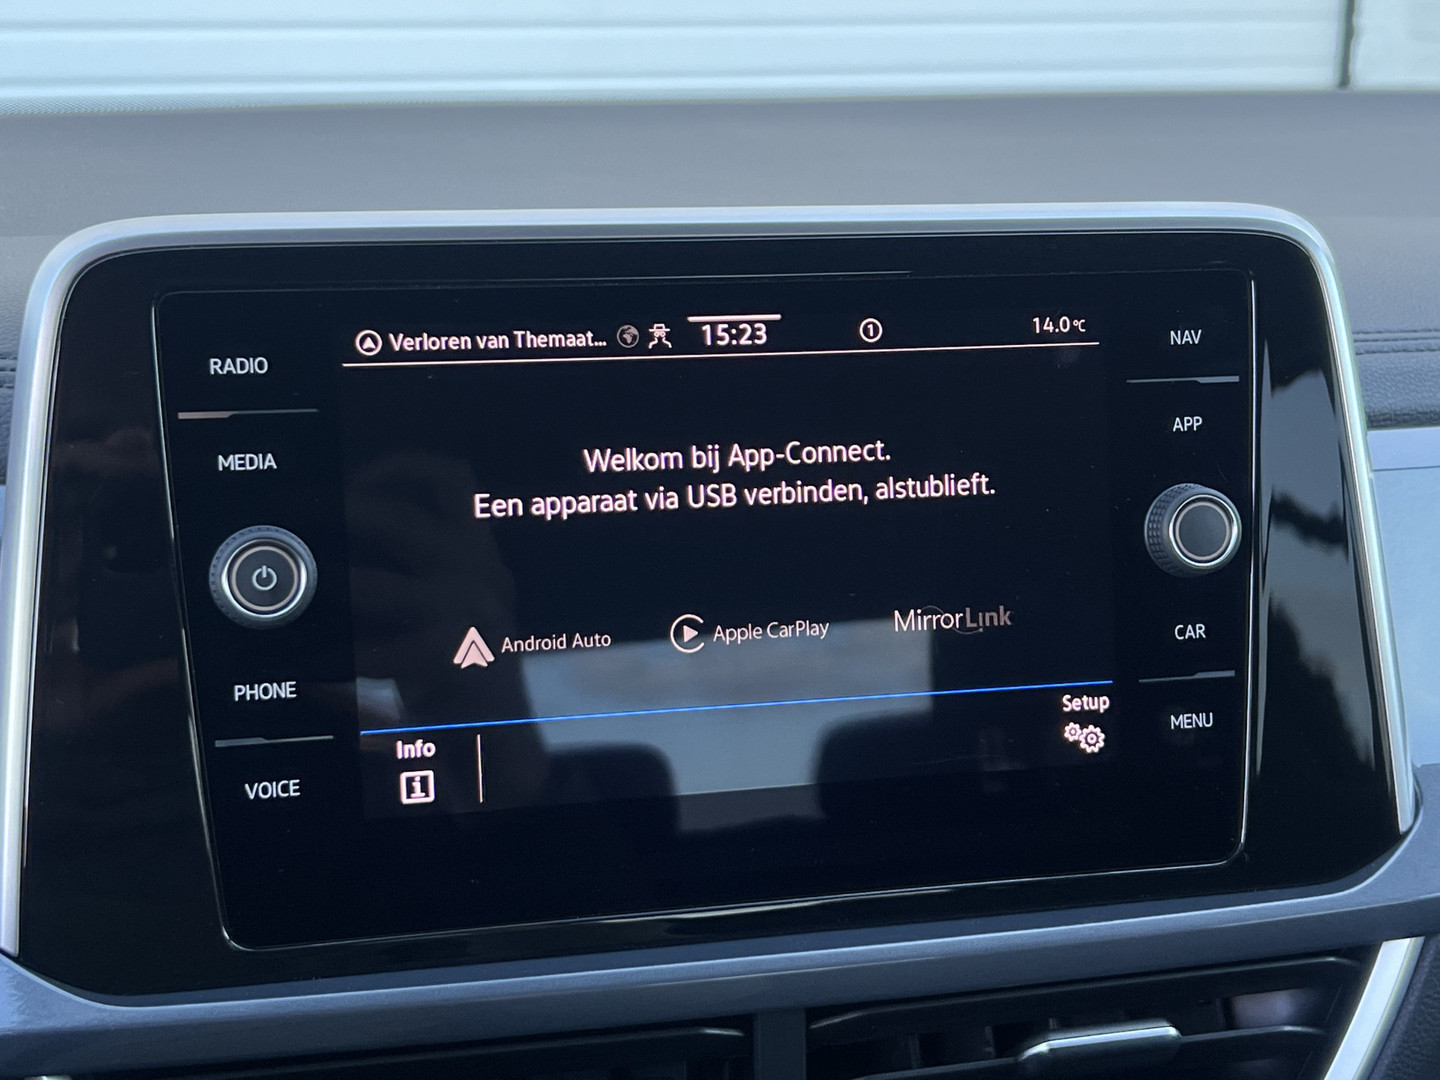 Verloren van Themaat...
15:23
1
14.0°C
RADIO
MEDIA
PHONE
VOICE
Welkom bij App-Connect.
Een apparaat via USB verbinden, alstublieft.
Android Auto
Apple CarPlay
MirrorLink
Info
i
Setup
NAV
APP
CAR
MENU